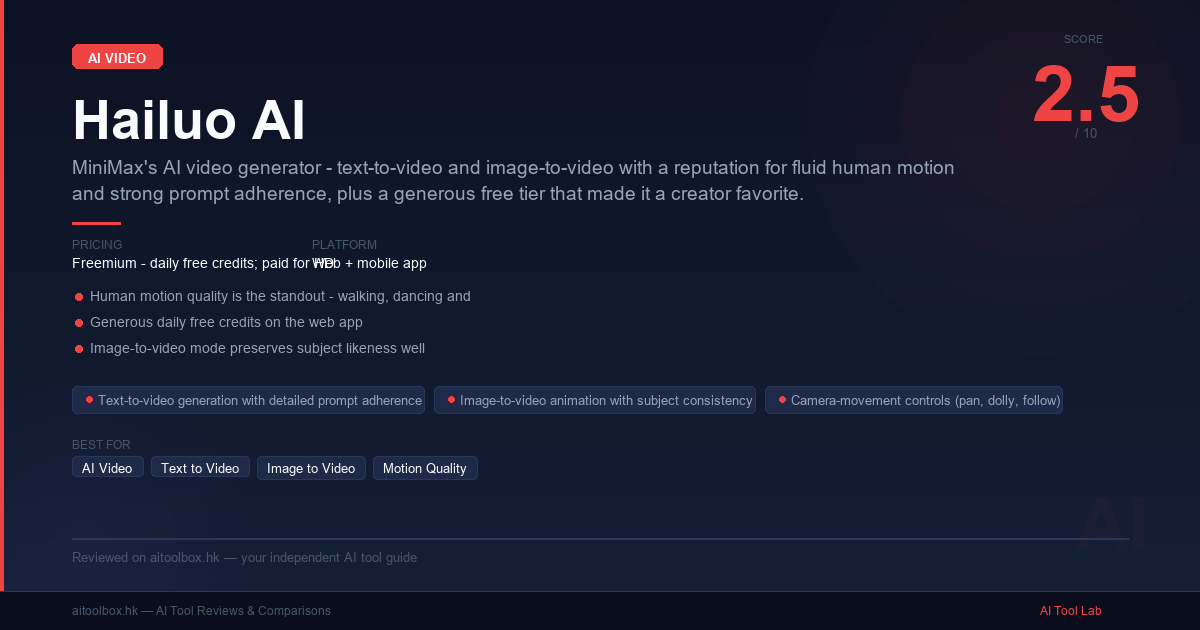 AI VIDEO
SCORE
2.5
/ 10
Hailuo AI
MiniMax's AI video generator - text-to-video and image-to-video with a reputation for fluid human motion
and strong prompt adherence, plus a generous free tier that made it a creator favorite.
PRICING
PLATFORM
Freemium - daily free credits; paid for HD
Web + mobile app
Human motion quality is the standout - walking, dancing and
Generous daily free credits on the web app
Image-to-video mode preserves subject likeness well
Text-to-video generation with detailed prompt adherence
Image-to-video animation with subject consistency
Camera-movement controls (pan, dolly, follow)
BEST FOR
AI Video
Text to Video
Image to Video
Motion Quality
AI
Reviewed on aitoolbox.hk — your independent AI tool guide
aitoolbox.hk — AI Tool Reviews & Comparisons
AI Tool Lab